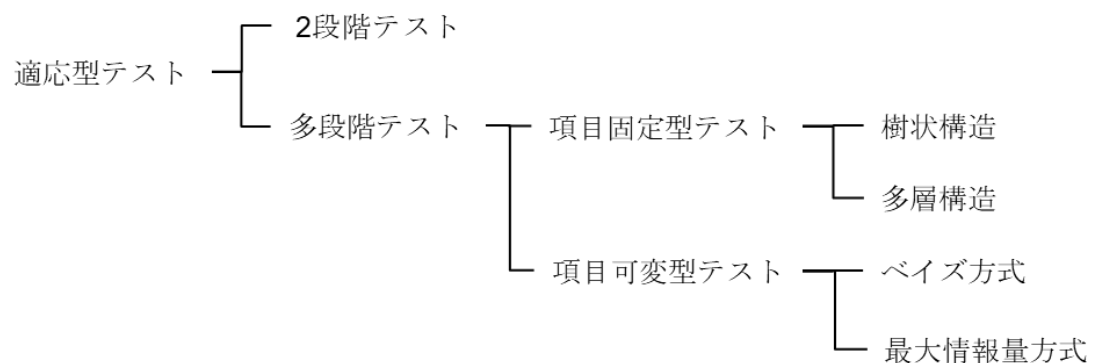 2段階テスト
適応型テスト
多段階テスト
項目固定型テスト
樹状構造
多層構造
項目可変型テスト
ベイズ方式
最大情報量方式